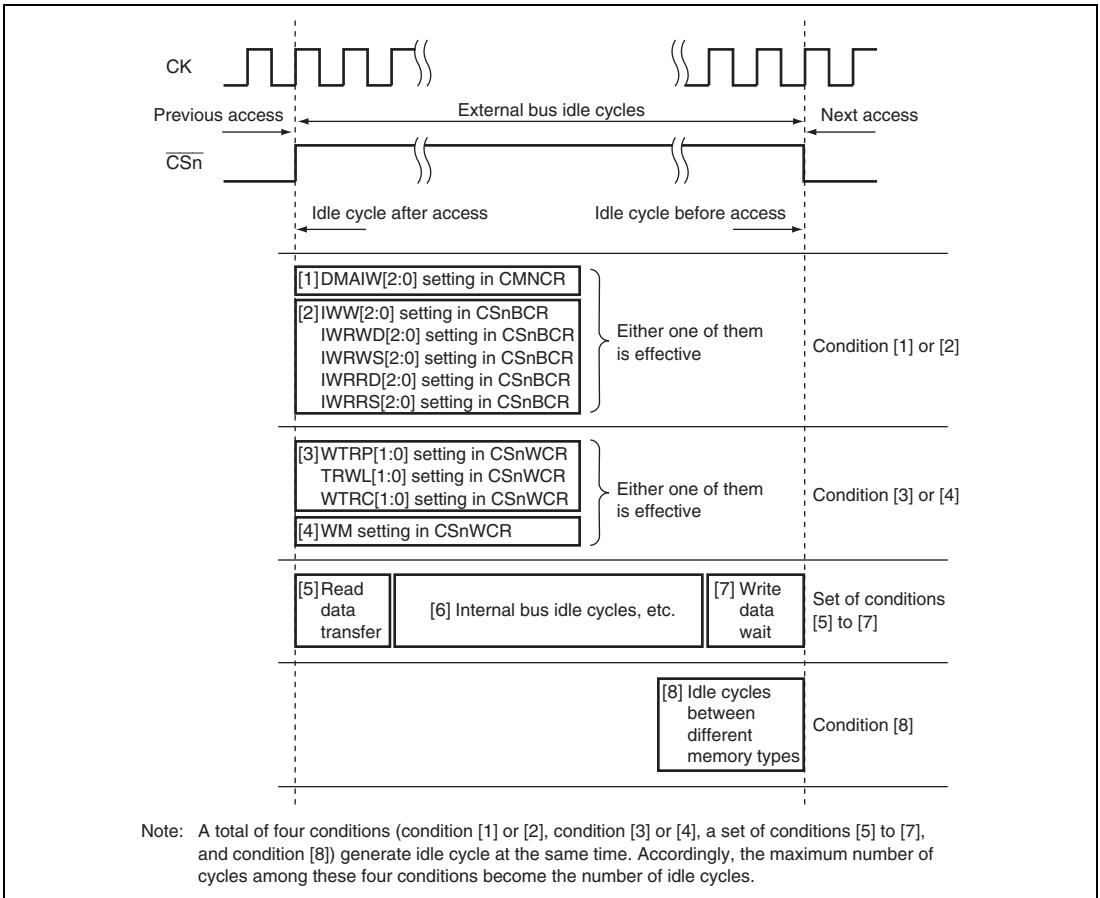 CK
Previous access
External bus idle cycles
Next access
CSn
Idle cycle after access
Idle cycle before access
[1] DMAIW[2:0] setting in CMNCR
[2] IWW[2:0] setting in CSnBCR
IWRWD[2:0] setting in CSnBCR
IWRWS[2:0] setting in CSnBCR
IWRRD[2:0] setting in CSnBCR
IWRRS[2:0] setting in CSnBCR
Either one of them
is effective
Condition [1] or [2]
[3] WTRP[1:0] setting in CSnWCR
TRWL[1:0] setting in CSnWCR
WTRC[1:0] setting in CSnWCR
[4] WM setting in CSnWCR
Either one of them
is effective
Condition [3] or [4]
[5] Read
data
transfer
[6] Internal bus idle cycles, etc.
[7] Write
data
wait
Set of conditions
[5] to [7]
[8] Idle cycles
between
different
memory types
Condition [8]
Note: A total of four conditions (condition [1] or [2], condition [3] or [4], a set of conditions [5] to [7],
and condition [8]) generate idle cycle at the same time. Accordingly, the maximum number of
cycles among these four conditions become the number of idle cycles.